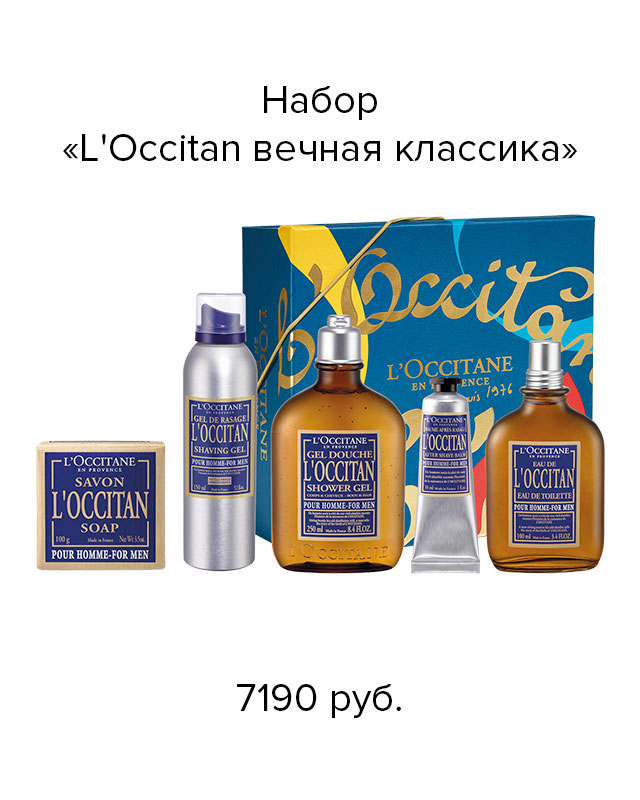 Набор
«L'Occitan вечная классика»
L'Occitan
L'OCCITANE
EN PROVENCE
1976
L'OCCITANE
L'OCCITANE
EN PROVENCE
SAVON
L'OCCITAN
SOAP
100 g Made in France Net Wt.3.5oz.
POUR HOMME-FOR MEN
L'OCCITANE
EN PROVENCE
GEL DE RASAGE
L'OCCITAN
SHAVING GEL
POUR HOMME-FOR MEN
150 ml
L'OCCITANE
EN PROVENCE
GEL DOUCHE
L'OCCITAN
SHOWER GEL
CORPS & CHEVEUX - BODY & HAIR
POUR HOMME-FOR MEN
250 ml 8.4 FL.OZ.
L'OCCITANE
L'OCCITANE
EN PROVENCE
BAUME APRÈS-RASAGE
L'OCCITAN
AFTER SHAVE BALM
POUR HOMME-FOR MEN
L'OCCITANE
EN PROVENCE
EAU DE
L'OCCITAN
EAU DE TOILETTE
POUR HOMME-FOR MEN
100 ml 3.4 FL.OZ.
7190 руб.